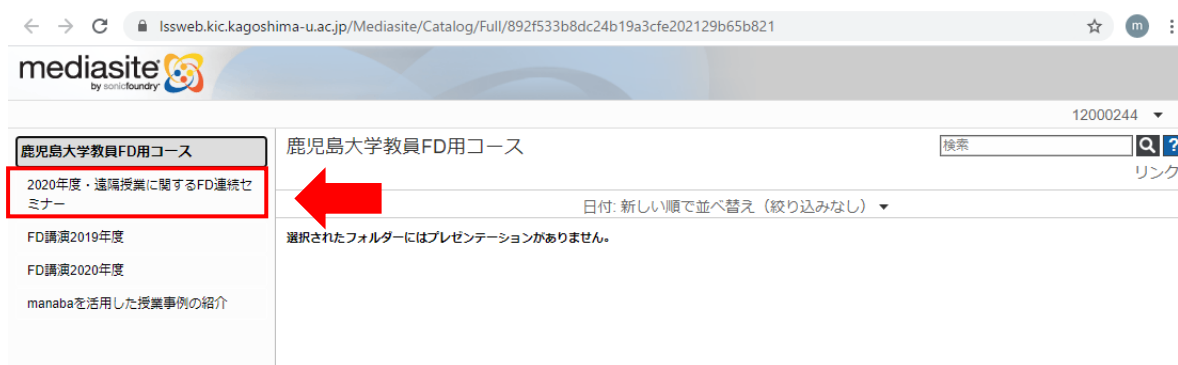 lssweb.kic.kagoshima-u.ac.jp/Mediasite/Catalog/Full/892f533b8dc24b19a3cfe202129b65b821
m
mediasite
by sonicfoundry
12000244
鹿児島大学教員FD用コース
鹿児島大学教員FD用コース
検索
?
リンク
2020年度・遠隔授業に関するFD連続セ
ミナー
日付: 新しい順で並べ替え（絞り込みなし）
FD講演2019年度
選択されたフォルダーにはプレゼンテーションがありません。
FD講演2020年度
manabaを活用した授業事例の紹介